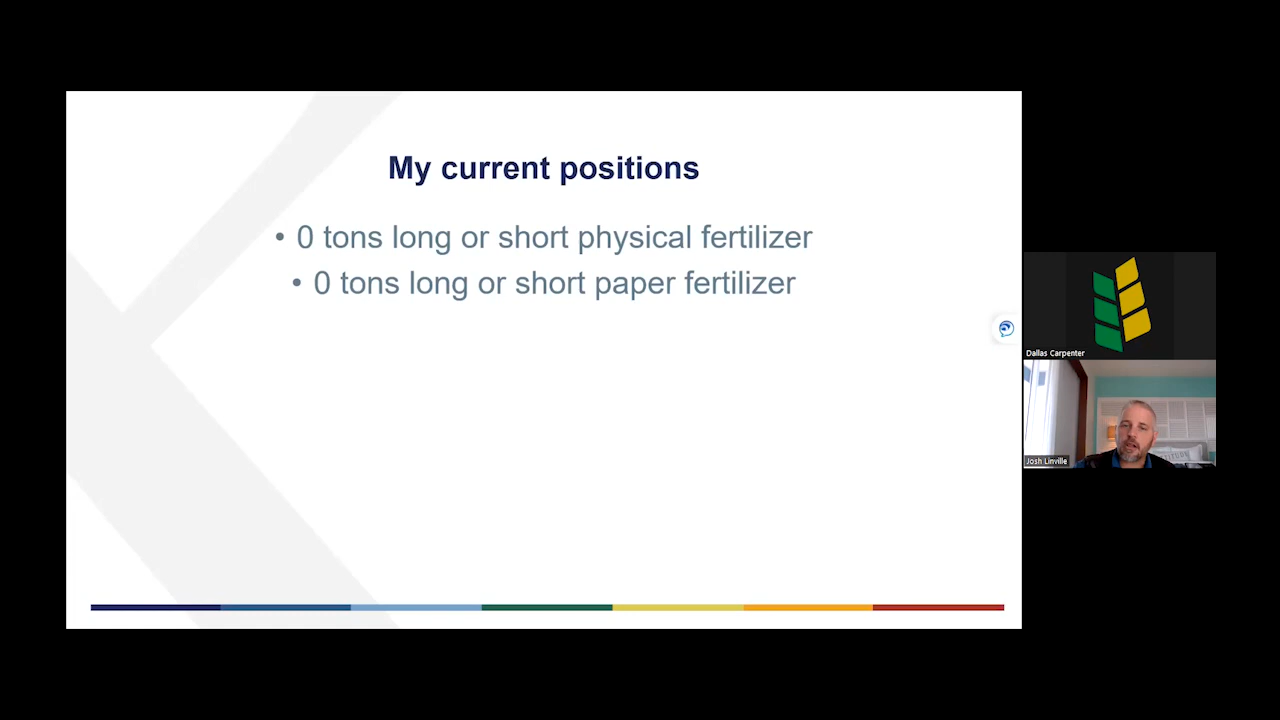 My current positions
• 0 tons long or short physical fertilizer
• 0 tons long or short paper fertilizer
Dallas Carpenter
Josh Linville